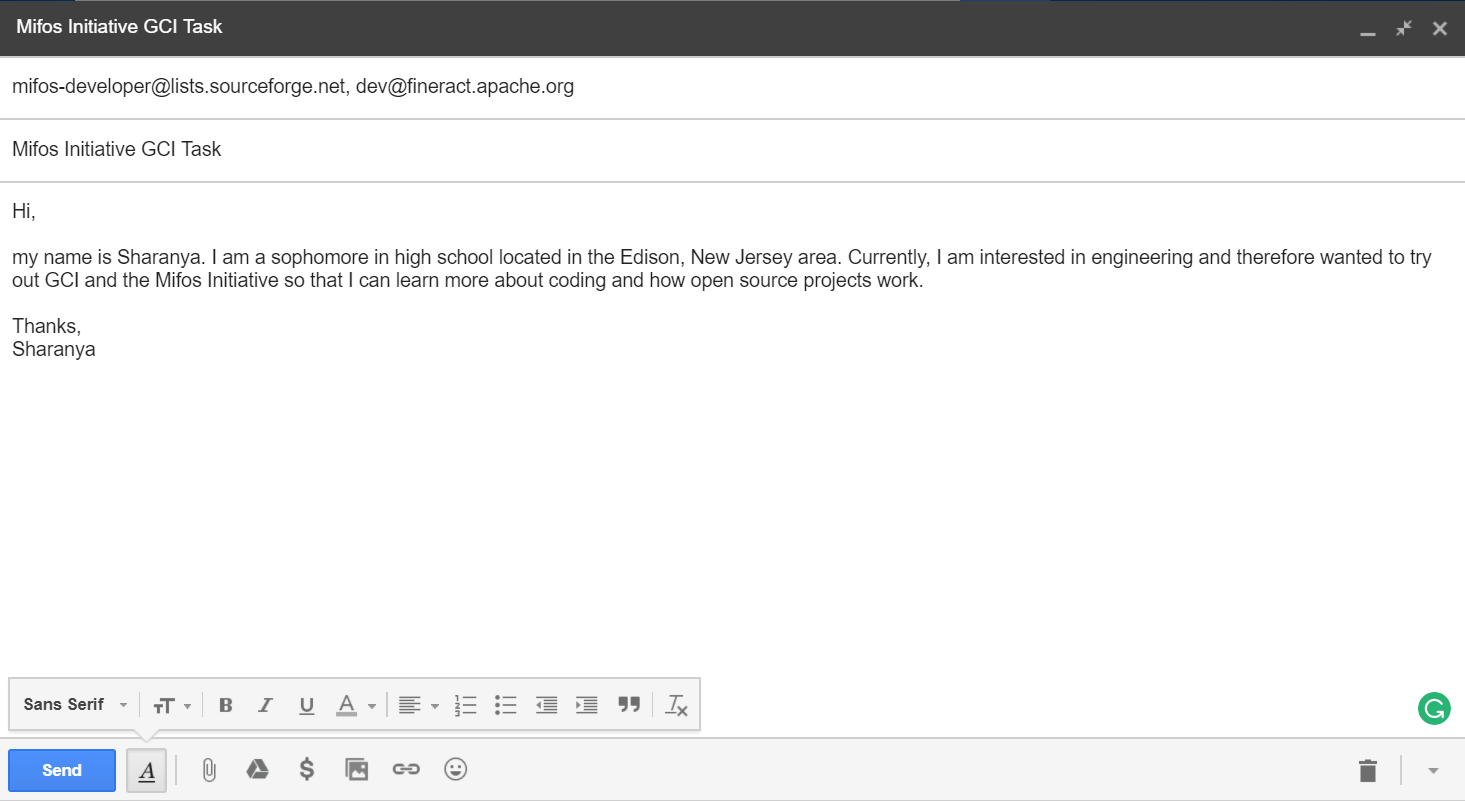 Mifos Initiative GCI Task
mifos-developer@lists.sourceforge.net, dev@fineract.apache.org
Mifos Initiative GCI Task
Hi,
my name is Sharanya. I am a sophomore in high school located in the Edison, New Jersey area. Currently, I am interested in engineering and therefore wanted to try
out GCI and the Mifos Initiative so that I can learn more about coding and how open source projects work.
Thanks,
Sharanya
Sans Serif
Send